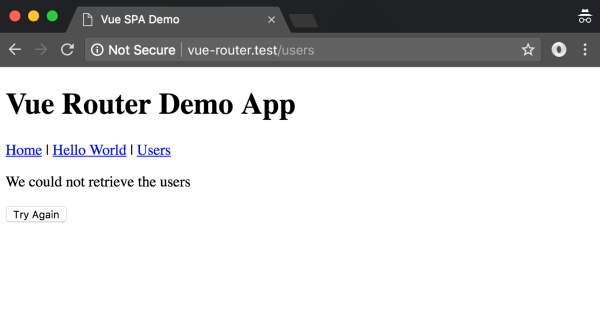 Vue SPA Demo
Not Secure | vue-router.test/users
Vue Router Demo App
Home | Hello World | Users
We could not retrieve the users
Try Again